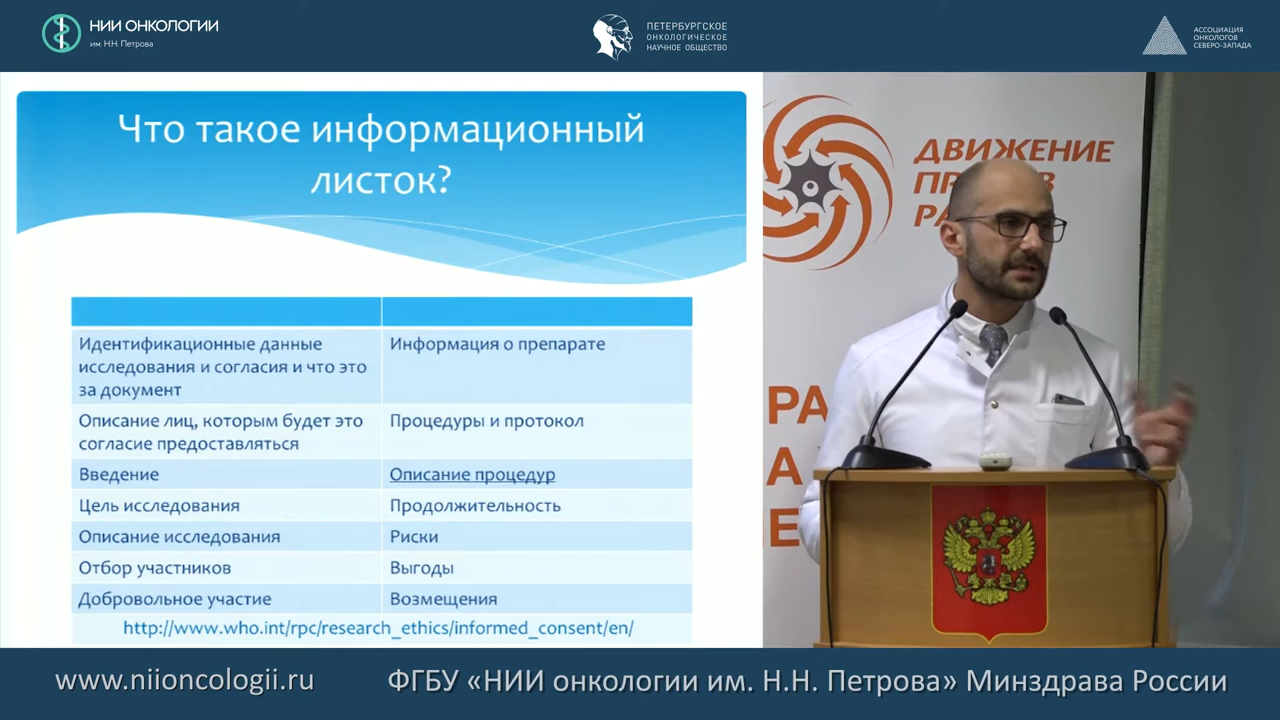 НИИ ОНКОЛОГИИ
им. Н.Н. Петрова
ПЕТЕРБУРГСКОЕ
ОНКОЛОГИЧЕСКОЕ
НАУЧНОЕ ОБЩЕСТВО
АССОЦИАЦИЯ
ОНКОЛОГОВ
СЕВЕРО-ЗАПАДА
Что такое информационный
листок?
Идентификационные данные
исследования и согласия и что это
за документ
Информация о препарате
Описание лиц, которым будет это
согласие предоставляться
Процедуры и протокол
Введение
Описание процедур
Цель исследования
Продолжительность
Описание исследования
Риски
Отбор участников
Выгоды
Добровольное участие
Возмещения
http://www.who.int/rpc/research_ethics/informed_consent/en/
ДВИЖЕНИЕ
www.niioncologii.ru
ФГБУ «НИИ онкологии им. Н.Н. Петрова» Минздрава России